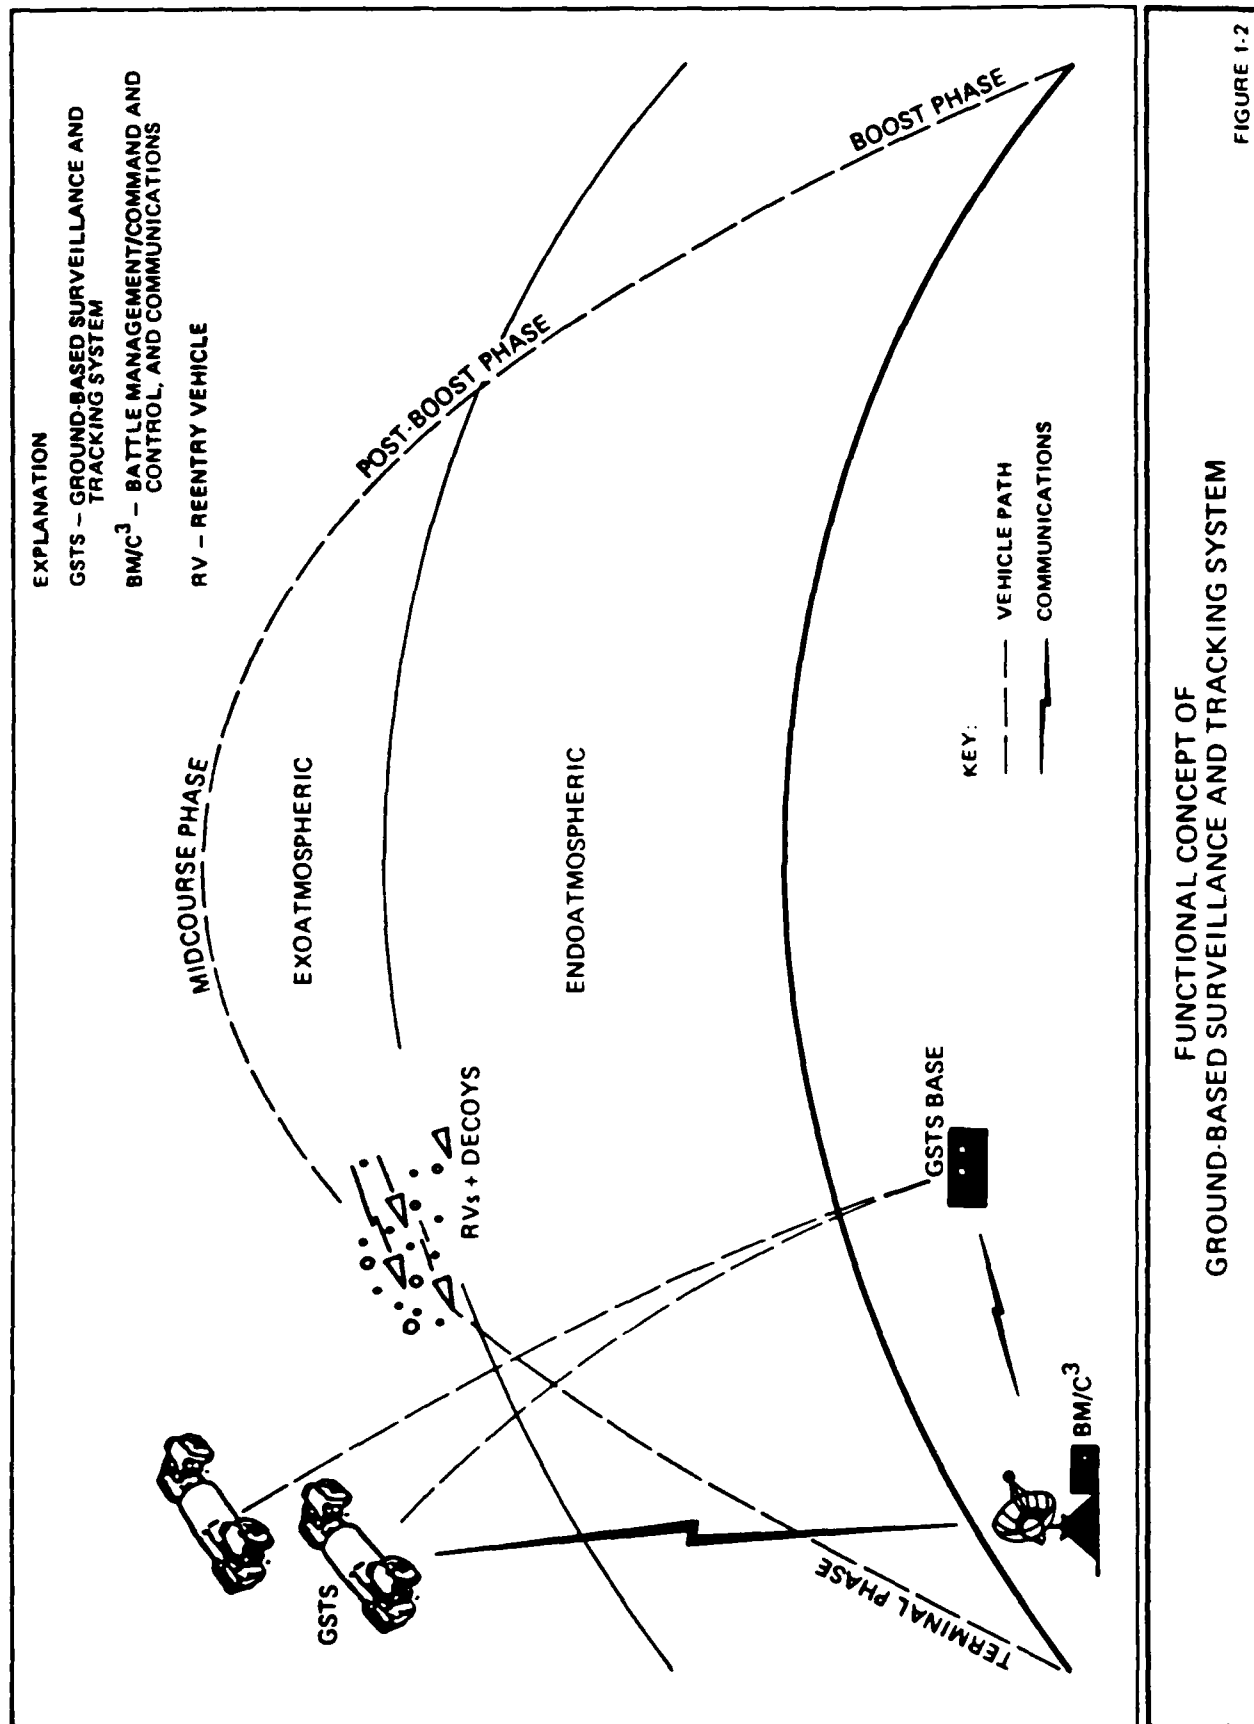 EXPLANATION
GSTS – GROUND-BASED SURVEILLANCE AND
TRACKING SYSTEM
BM/C³ – BATTLE MANAGEMENT/COMMAND AND
CONTROL, AND COMMUNICATIONS
RV – REENTRY VEHICLE
MIDCOURSE PHASE
EXOATMOSPHERIC
POST-BOOST PHASE
BOOST PHASE
GSTS
RVs + DECOYS
ENDOATMOSPHERIC
TERMINAL PHASE
GSTS BASE
BM/C³
KEY:
VEHICLE PATH
COMMUNICATIONS
FUNCTIONAL CONCEPT OF
GROUND-BASED SURVEILLANCE AND TRACKING SYSTEM
FIGURE 1-2